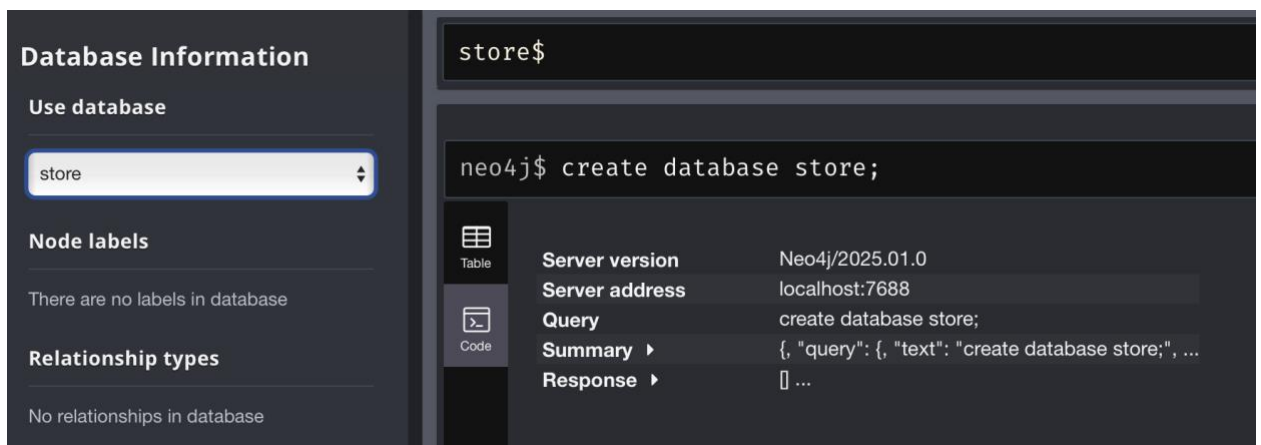 Database Information
Use database
store
Node labels
There are no labels in database
Relationship types
No relationships in database
store$
neo4j$ create database store;
Table
Code
Server version Neo4j/2025.01.0
Server address localhost:7688
Query create database store;
Summary {, "query": {, "text": "create database store;", ...
Response [] ...